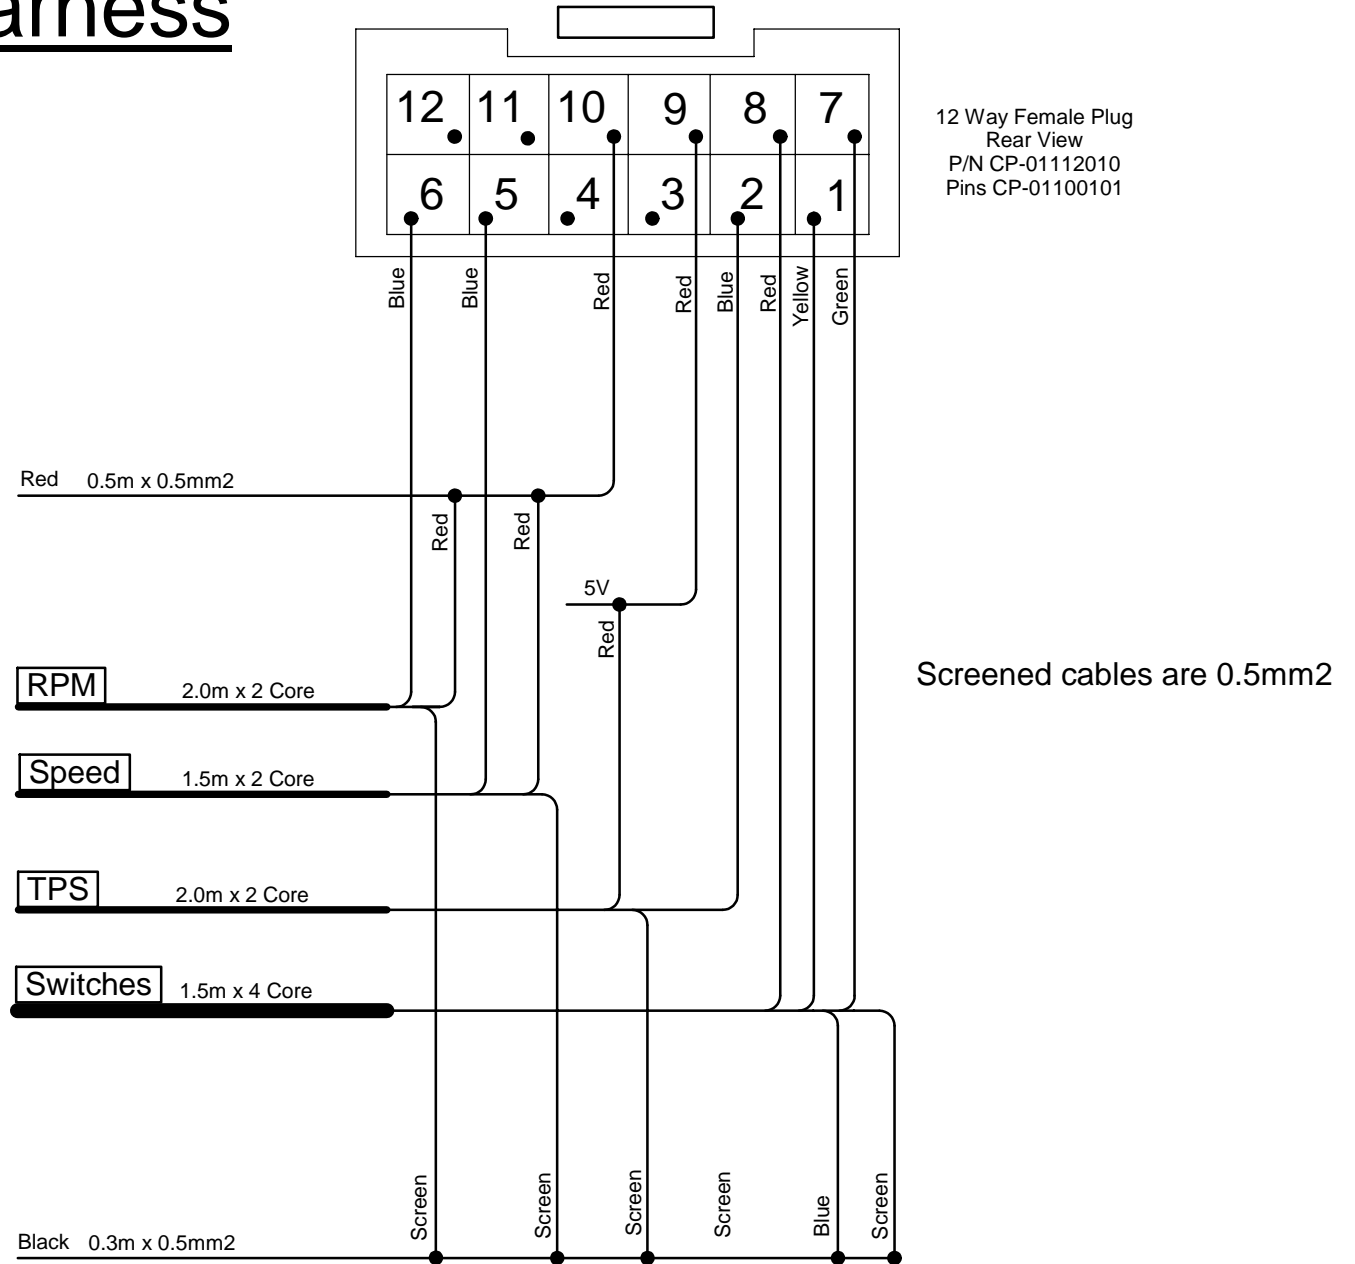 arness
12 11 10 9 8 7
6 5 4 3 2 1
12 Way Female Plug
Rear View
P/N CP-01112010
Pins CP-01100101
Blue Blue Red Red Blue Red Yellow Green
Red 0.5m x 0.5mm2
Red Red
5V
Red
RPM 2.0m x 2 Core
Screened cables are 0.5mm2
Speed 1.5m x 2 Core
TPS 2.0m x 2 Core
Switches 1.5m x 4 Core
Screen Screen Screen Screen Blue Screen
Black 0.3m x 0.5mm2